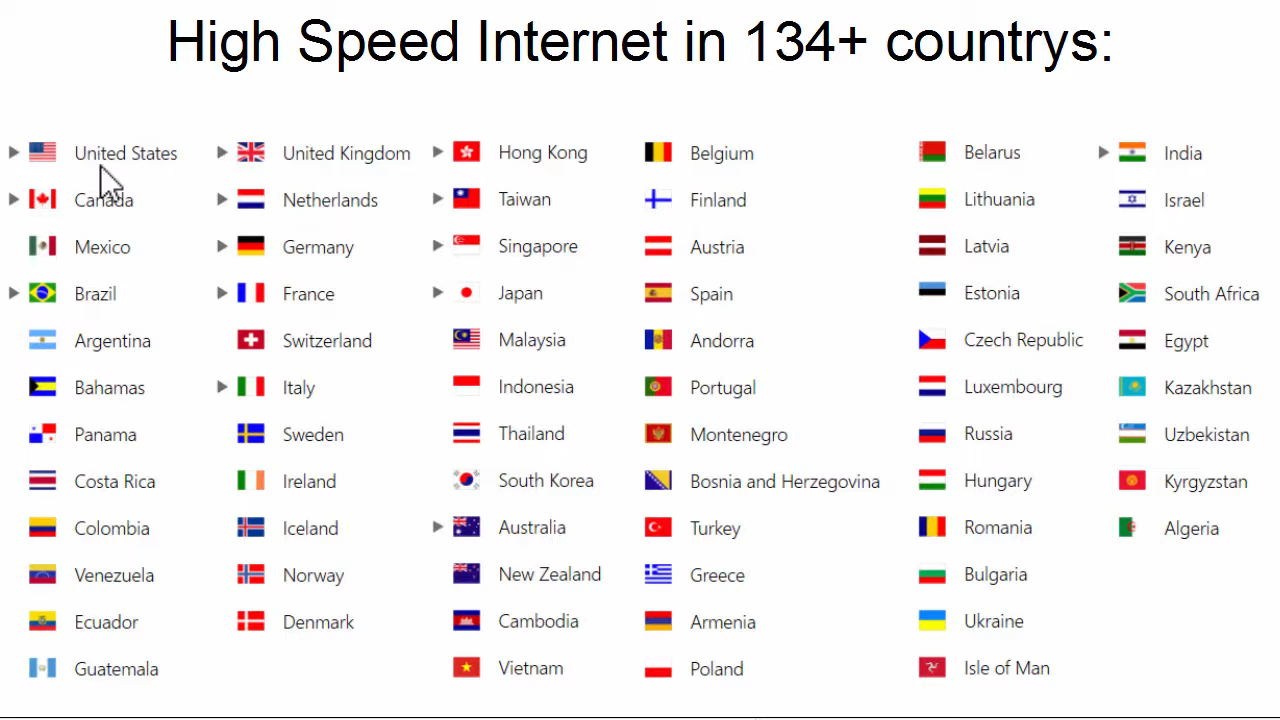 High Speed Internet in 134+ countrys:
United States
Canada
Mexico
Brazil
Argentina
Bahamas
Panama
Costa Rica
Colombia
Venezuela
Ecuador
Guatemala
United Kingdom
Netherlands
Germany
France
Switzerland
Italy
Sweden
Ireland
Iceland
Norway
Denmark
Hong Kong
Taiwan
Singapore
Japan
Malaysia
Indonesia
Thailand
South Korea
Australia
New Zealand
Cambodia
Vietnam
Belgium
Finland
Austria
Spain
Andorra
Portugal
Montenegro
Bosnia and Herzegovina
Turkey
Greece
Armenia
Poland
Belarus
Lithuania
Latvia
Estonia
Czech Republic
Luxembourg
Russia
Hungary
Romania
Bulgaria
Ukraine
Isle of Man
India
Israel
Kenya
South Africa
Egypt
Kazakhstan
Uzbekistan
Kyrgyzstan
Algeria